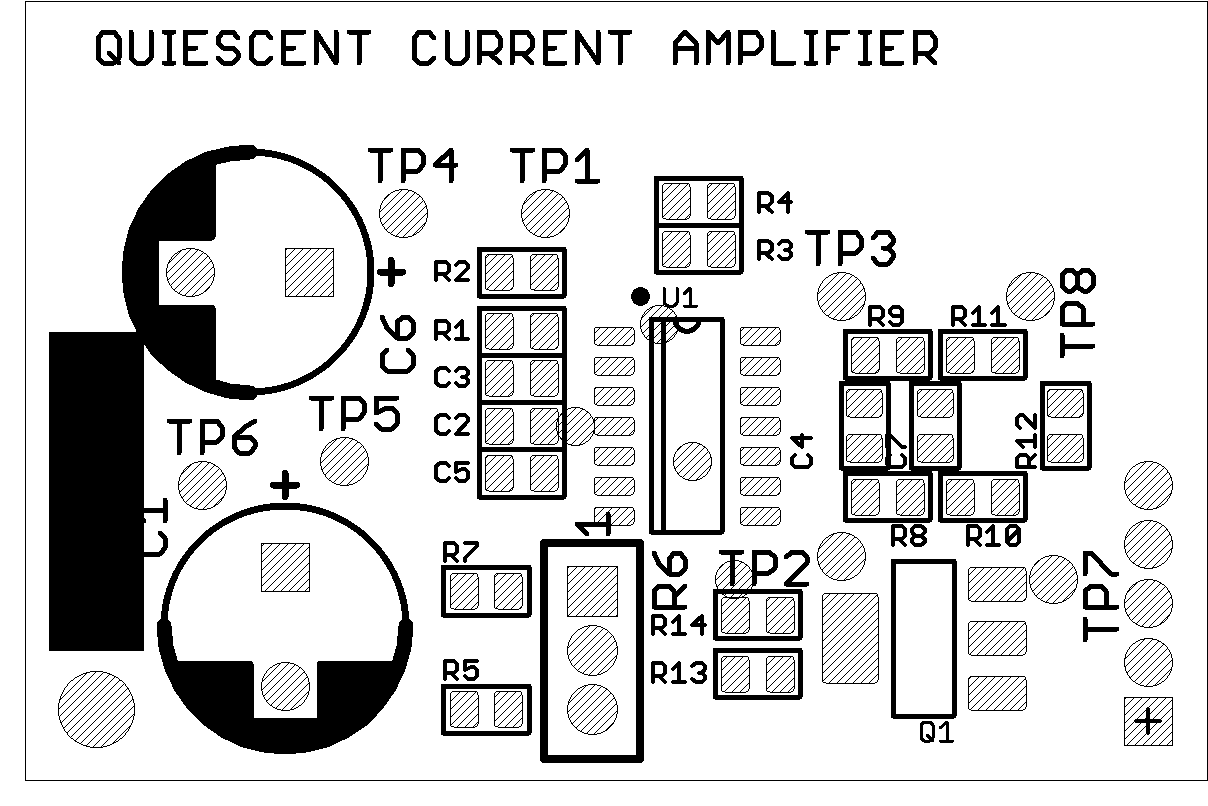 QUIESCENT CURRENT AMPLIFIER
TP4
TP1
R4
R3
TP3
R2
+
C6
U1
TP8
R9
R11
R1
C3
C2
C5
TP5
TP6
+
C1
C4
C7
R12
1
R8
R10
R7
R6
TP2
TP7
R14
R5
R13
Q1
+